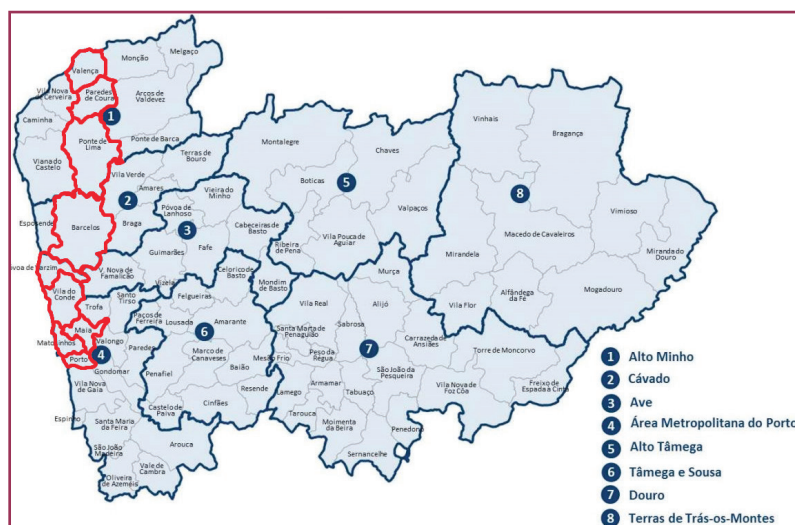 Melgaço
Monção
Valença
Vila Nova
de Cerveira
Paredes
de Coura
Arcos de
Valdevez
1
Caminha
Ponte de Barca
Ponte de
Lima
Viana do
Castelo
Terras de
Bouro
Vila Verde
Amares
2
Vieira do
Minho
Póvoa de
Lanhoso
Esposende
Barcelos
Braga
3
Cabeceiras de
Basto
Guimarães
Fafe
V. Nova de
Famalicão
Vizela
Celorico de
Basto
Mondim
de Basto
Ribeira
de Pena
Montalegre
Chaves
Boticas
5
Valpaços
Vila Pouca de
Aguiar
Vinhais
Bragança
8
Vimioso
Macedo de Cavaleiros
Mirandela
Miranda do
Douro
Mogadouro
Alfândega
da Fé
Vila Flor
voa de Varzim
Vila do
Conde
Trofa
Santo
Tirso
Maia
Matosinhos
Valongo
Porto
4
Gondomar
Paredes
Paços de
Ferreira
Felgueiras
Lousada
Amarante
6
Marco de
Canaveses
Penafiel
Baião
Mesão Frio
Resende
Cinfães
Castelo de
Paiva
Vila Nova
de Gaia
Espinho
Santa Maria
da Feira
Arouca
São João
Madeira
Vale de
Cambra
Oliveira
de Azeméis
Murça
Vila Real
Alijó
Sabrosa
Santa Marta de
Penaguião
Peso da
Régua
7
Carrazeda de
Ansiães
São João da
Pesqueira
Torre de Moncorvo
Armamar
Lamego
Tabuaço
Tarouca
Moimenta
da Beira
Penedono
Sernancelhe
Vila Nova de
Foz Côa
Freixo de
Espada à Cinta
1 Alto Minho
2 Cávado
3 Ave
4 Área Metropolitana do Porto
5 Alto Tâmega
6 Tâmega e Sousa
7 Douro
8 Terras de Trás-os-Montes